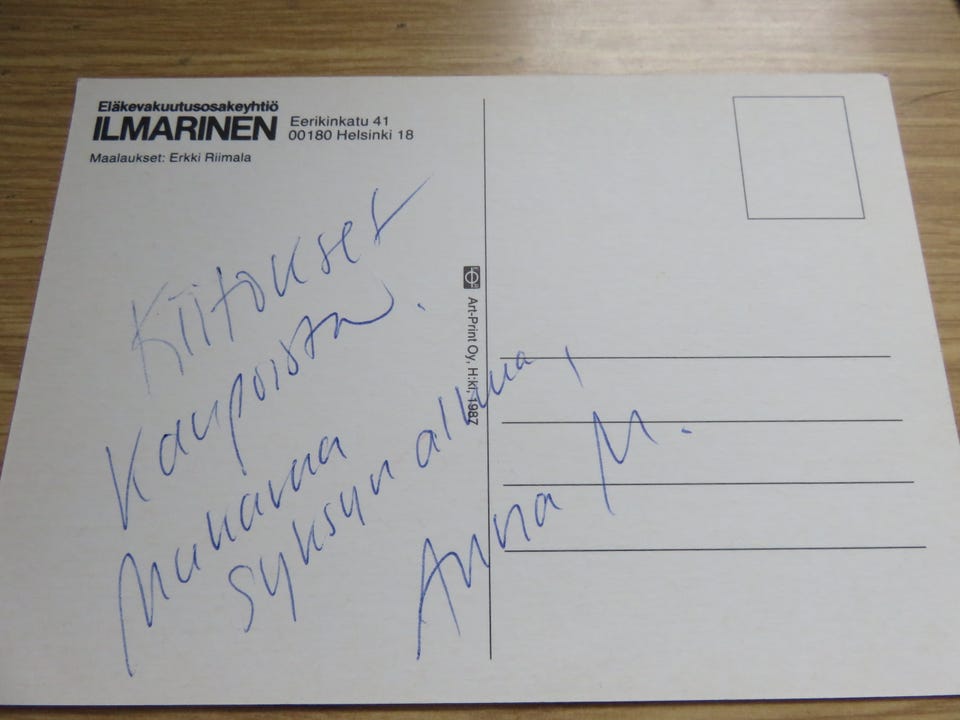 Eläkevakuutusosakeyhtiö
ILMARINEN
Eerikinkatu 41
00180 Helsinki 18
Maalaukset: Erkki Riimala
Kiitokset
Kaupoista.
Mukavaa
syksyn alkua,
Anna M.
Art-Print Oy, H:ki, 1987